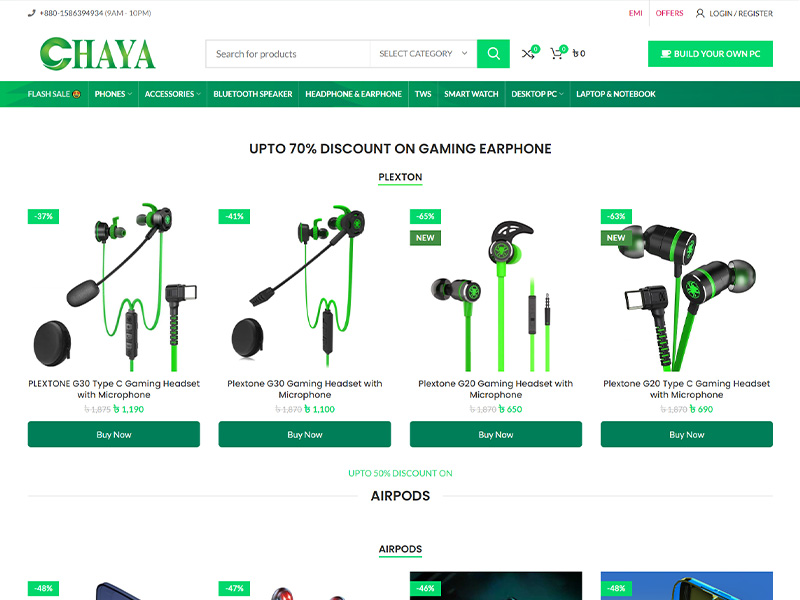 +880-1586394934 (9AM - 10PM)
EMI
OFFERS
LOGIN / REGISTER
CHAYA
Search for products
SELECT CATEGORY
0
0
৳ 0
BUILD YOUR OWN PC
FLASH SALE 🤩
PHONES
ACCESSORIES
BLUETOOTH SPEAKER
HEADPHONE & EARPHONE
TWS
SMART WATCH
DESKTOP PC
LAPTOP & NOTEBOOK
UPTO 70% DISCOUNT ON GAMING EARPHONE
PLEXTON
-37%
-41%
-65%
NEW
-63%
NEW
PLEXTONE G30 Type C Gaming Headset
with Microphone
৳ 1,875 ৳ 1,190
Buy Now
Plextone G30 Gaming Headset with
Microphone
৳ 1,870 ৳ 1,100
Buy Now
Plextone G20 Gaming Headset with
Microphone
৳ 1,870 ৳ 650
Buy Now
Plextone G20 Type C Gaming Headset
with Microphone
৳ 1,870 ৳ 690
Buy Now
UPTO 50% DISCOUNT ON
AIRPODS
AIRPODS
-48%
-47%
-46%
-48%